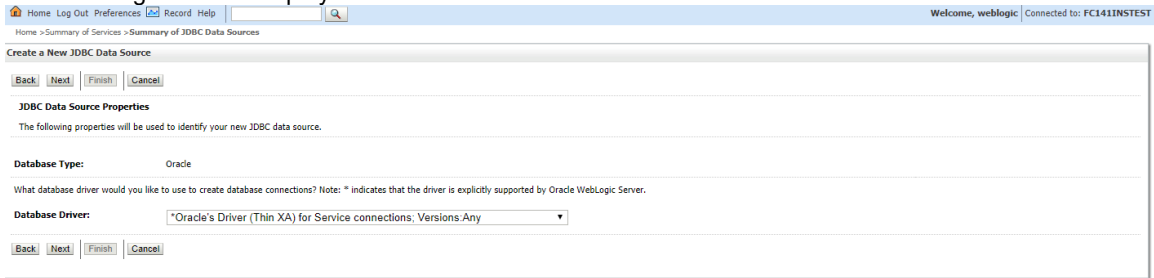 Home Log Out Preferences Record Help
Welcome, weblogic Connected to: FC141INSTEST
Home >Summary of Services >Summary of JDBC Data Sources
Create a New JDBC Data Source
Back Next Finish Cancel
JDBC Data Source Properties
The following properties will be used to identify your new JDBC data source.
Database Type: Oracle
What database driver would you like to use to create database connections? Note: * indicates that the driver is explicitly supported by Oracle WebLogic Server.
Database Driver: *Oracle's Driver (Thin XA) for Service connections; Versions:Any
Back Next Finish Cancel